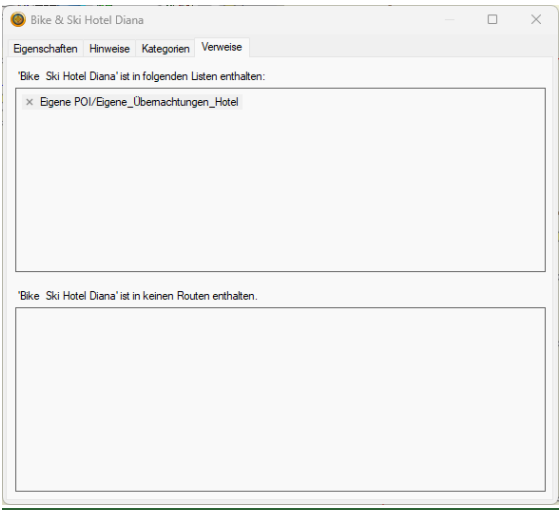 Bike & Ski Hotel Diana
Eigenschaften Hinweise Kategorien Verweise
'Bike Ski Hotel Diana' ist in folgenden Listen enthalten:
Eigene POI/Eigene_Übernachtungen_Hotel
'Bike Ski Hotel Diana' ist in keinen Routen enthalten.